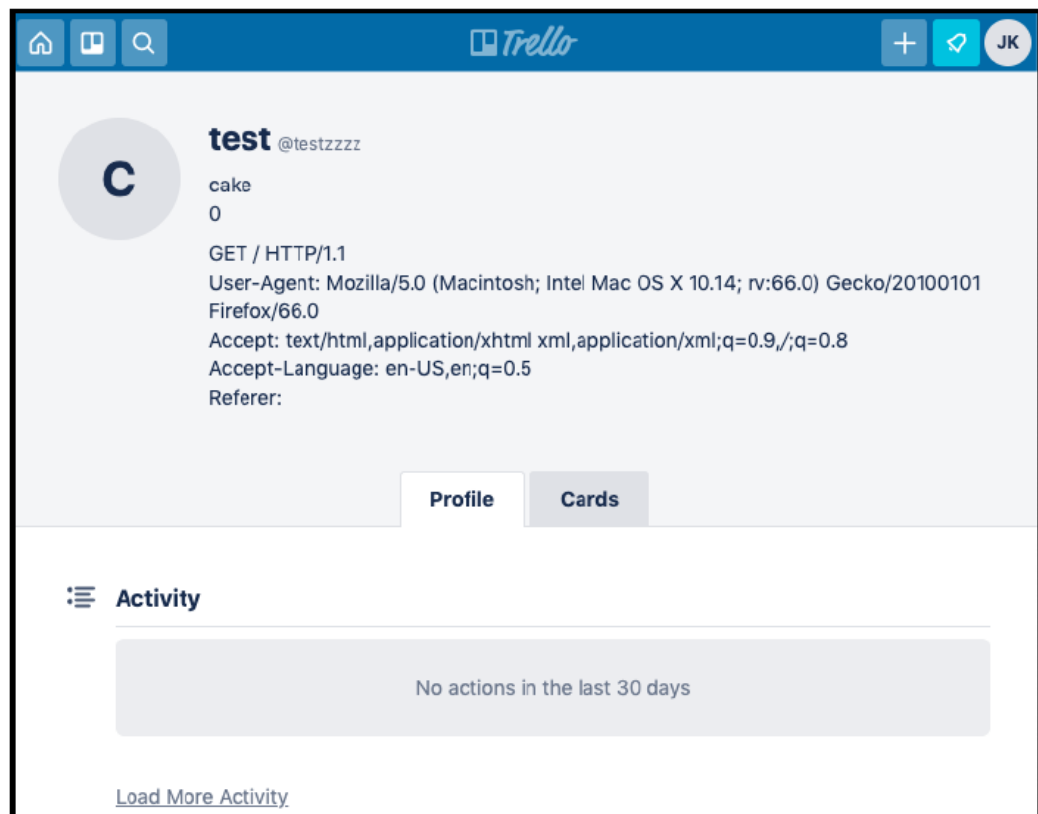 Trello
JK
C
test @testzzzz
cake
0
GET / HTTP/1.1
User-Agent: Mozilla/5.0 (Macintosh; Intel Mac OS X 10.14; rv:66.0) Gecko/20100101
Firefox/66.0
Accept: text/html,application/xhtml xml,application/xml;q=0.9,/;q=0.8
Accept-Language: en-US,en;q=0.5
Referer:
Profile Cards
Activity
No actions in the last 30 days
Load More Activity